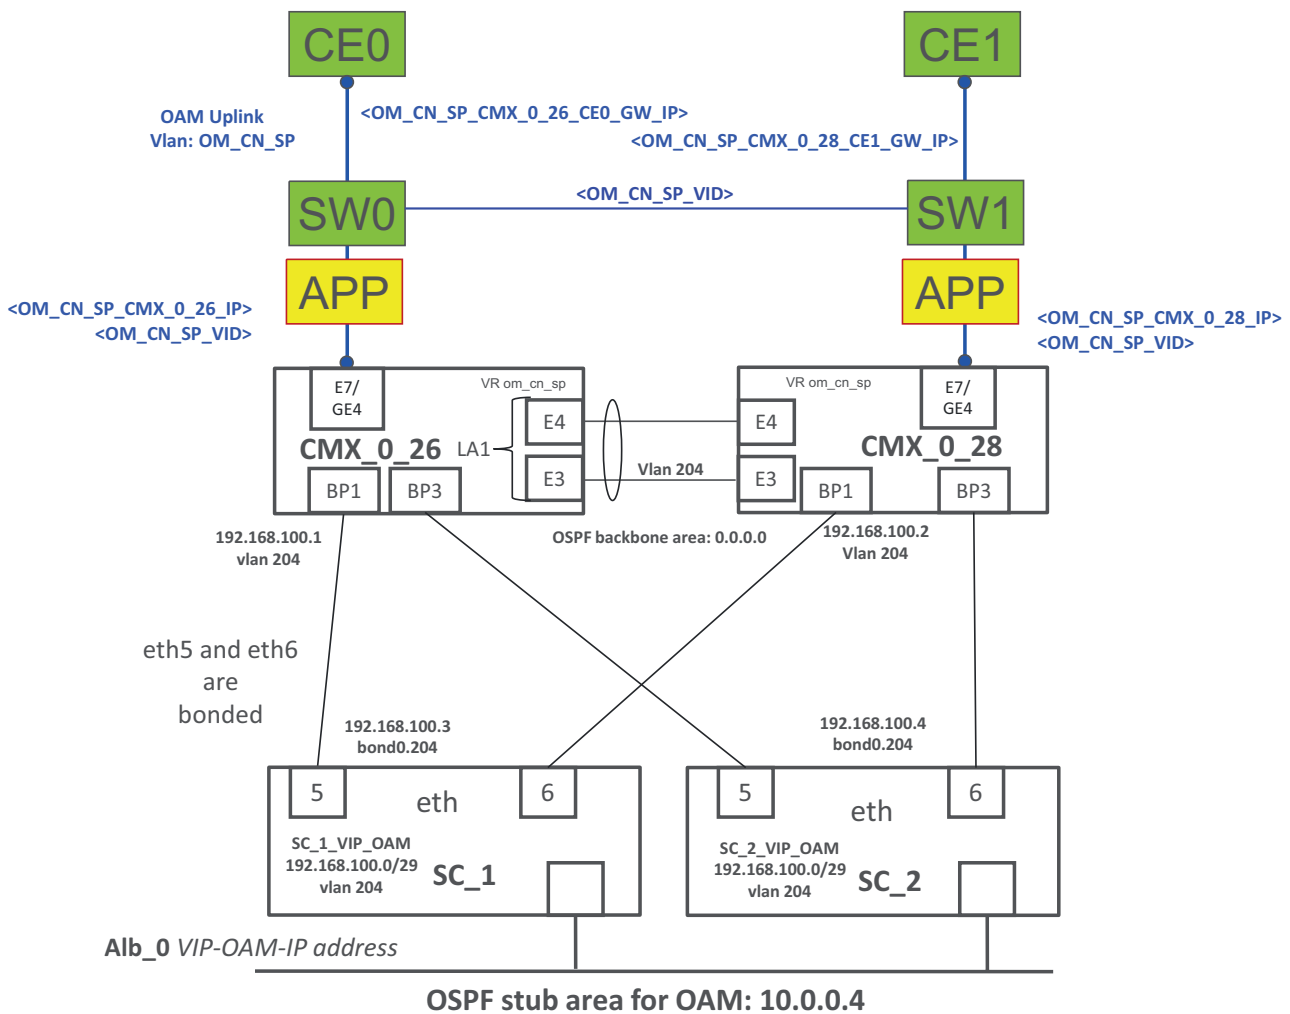 CE0
CE1
OAM Uplink
Vlan: OM_CN_SP
<OM_CN_SP_CMX_0_26_CE0_GW_IP>
<OM_CN_SP_CMX_0_28_CE1_GW_IP>
SW0
<OM_CN_SP_VID>
SW1
APP
APP
<OM_CN_SP_CMX_0_26_IP>
<OM_CN_SP_VID>
<OM_CN_SP_CMX_0_28_IP>
<OM_CN_SP_VID>
E7/
GE4
VR om_cn_sp
VR om_cn_sp
E7/
GE4
E4
E4
CMX_0_26
LA1
CMX_0_28
E3
Vlan 204
E3
BP1
BP3
BP1
BP3
192.168.100.1
vlan 204
OSPF backbone area: 0.0.0.0
192.168.100.2
Vlan 204
eth5 and eth6
are
bonded
192.168.100.3
bond0.204
192.168.100.4
bond0.204
5
eth
6
5
eth
6
SC_1_VIP_OAM
192.168.100.0/29
vlan 204
SC_1
SC_2_VIP_OAM
192.168.100.0/29
vlan 204
SC_2
Alb_0 VIP-OAM-IP address
OSPF stub area for OAM: 10.0.0.4